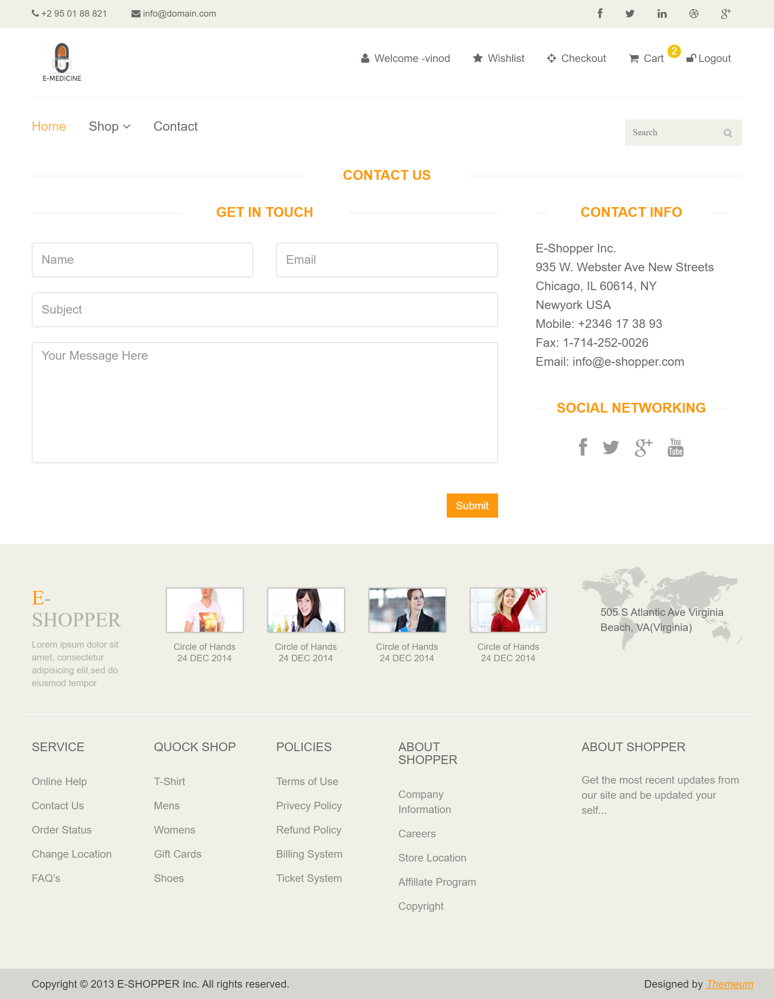 +2 95 01 88 821
info@domain.com
E-MEDICINE
Welcome -vinod
Wishlist
Checkout
Cart
2
Logout
Home
Shop
Contact
Search
CONTACT US
GET IN TOUCH
Name
Email
Subject
Your Message Here
Submit
CONTACT INFO
E-Shopper Inc.
935 W. Webster Ave New Streets
Chicago, IL 60614, NY
Newyork USA
Mobile: +2346 17 38 93
Fax: 1-714-252-0026
Email: info@e-shopper.com
SOCIAL NETWORKING
You
Tube
E-
SHOPPER
Lorem ipsum dolor sit
amet, consectetur
adipisicing elit,sed do
eiusmod tempor
Circle of Hands
24 DEC 2014
Circle of Hands
24 DEC 2014
Circle of Hands
24 DEC 2014
SAL
Circle of Hands
24 DEC 2014
505 S Atlantic Ave Virginia
Beach, VA(Virginia)
SERVICE
Online Help
Contact Us
Order Status
Change Location
FAQ’s
QUOCK SHOP
T-Shirt
Mens
Womens
Gift Cards
Shoes
POLICIES
Terms of Use
Privecy Policy
Refund Policy
Billing System
Ticket System
ABOUT
SHOPPER
Company
Information
Careers
Store Location
Affillate Program
Copyright
ABOUT SHOPPER
Get the most recent updates from
our site and be updated your
self...
Copyright © 2013 E-SHOPPER Inc. All rights reserved.
Designed by Themeum